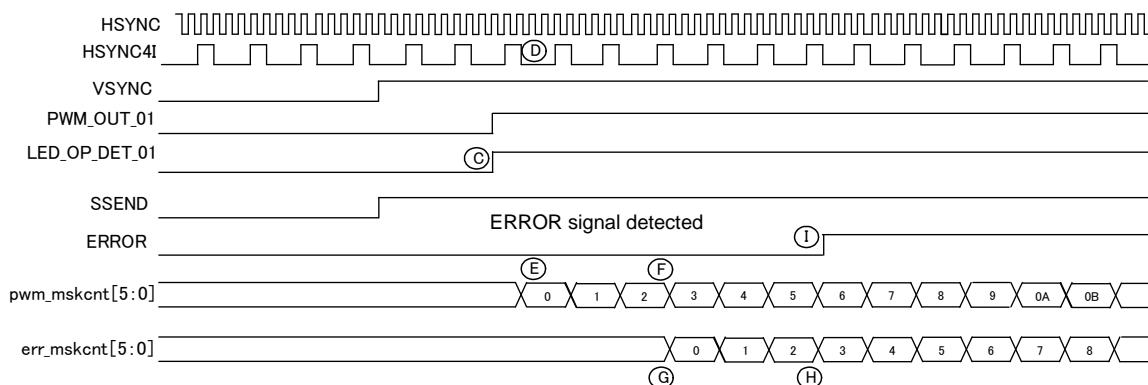 HSYNC
HSYNC4I
D
VSYNC
PWM_OUT_01
LED_OP_DET_01
C
SSEND
ERROR signal detected
ERROR
I
E
F
pwm_mskcnt[5:0]
0 1 2 3 4 5 6 7 8 9 0A 0B
err_mskcnt[5:0]
0 1 2 3 4 5 6 7 8
G
H